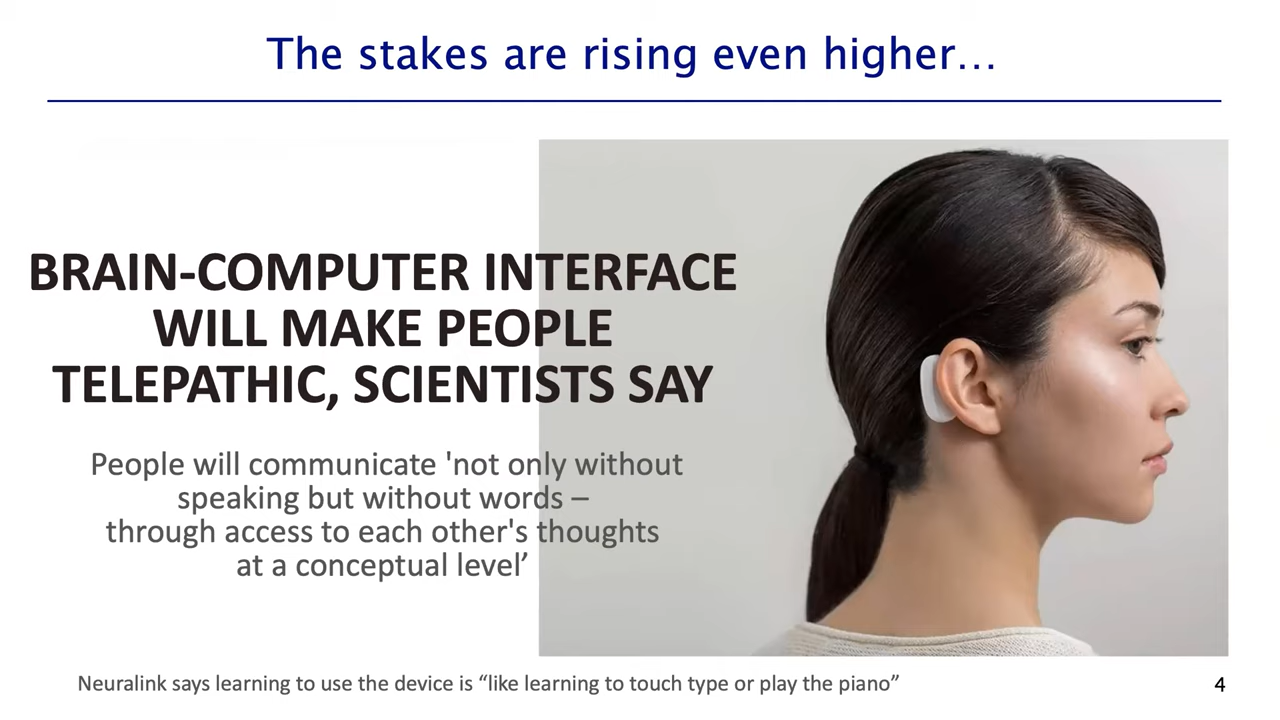 The stakes are rising even higher…
BRAIN-COMPUTER INTERFACE
WILL MAKE PEOPLE
TELEPATHIC, SCIENTISTS SAY
People will communicate 'not only without
speaking but without words –
through access to each other's thoughts
at a conceptual level’
Neuralink says learning to use the device is “like learning to touch type or play the piano”
4